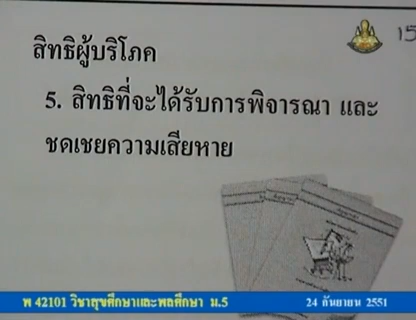 15
สิทธิผู้บริโภค
5. สิทธิที่จะได้รับการพิจารณา และ
ชดเชยความเสียหาย
พ 42101 วิชาสุขศึกษาและพลศึกษา ม.5
24 กันยายน 2551